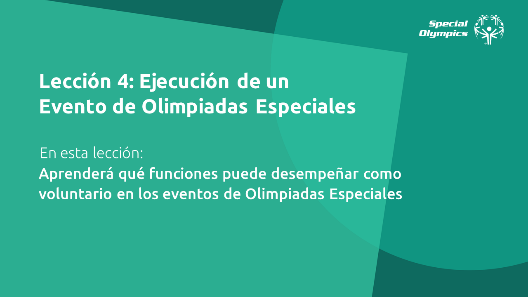 Special
Olympics
Lección 4: Ejecución de un
Evento de Olimpiadas Especiales
En esta lección:
Aprenderá qué funciones puede desempeñar como
voluntario en los eventos de Olimpiadas Especiales